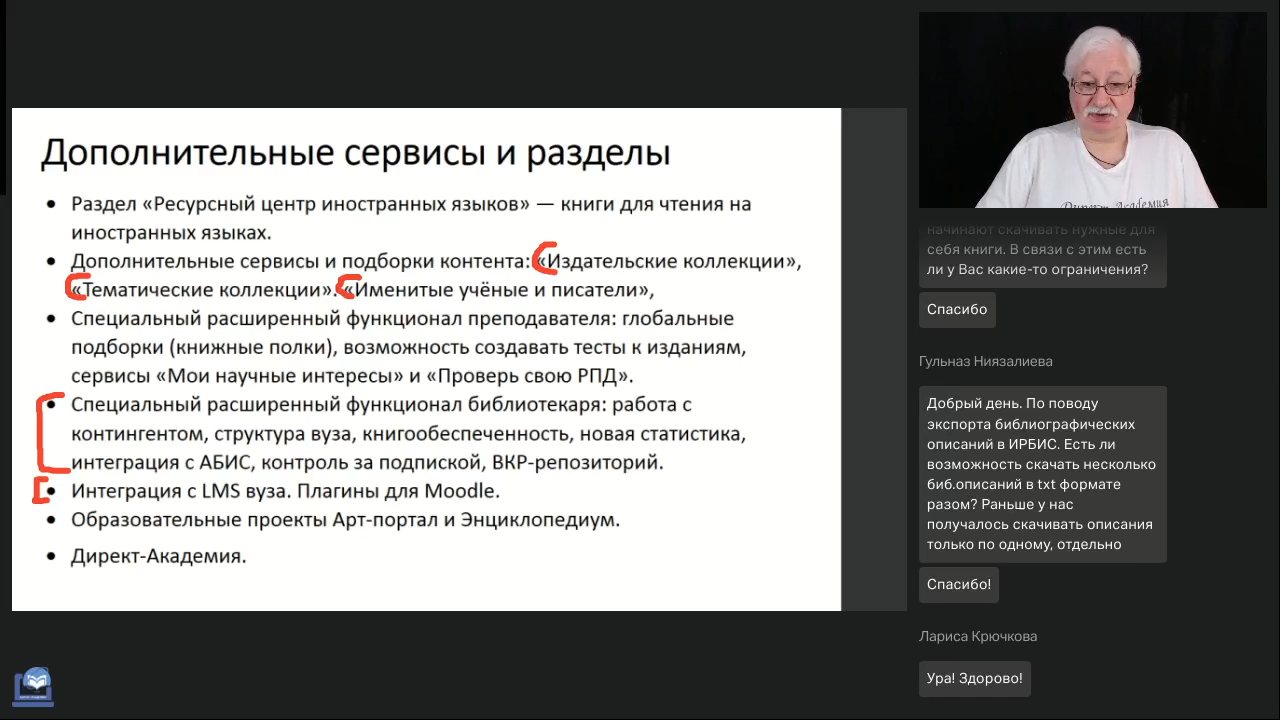 Дополнительные сервисы и разделы
• Раздел «Ресурсный центр иностранных языков» — книги для чтения на
иностранных языках.
• Дополнительные сервисы и подборки контента: «Издательские коллекции»,
«Тематические коллекции». «Именитые учёные и писатели»,
• Специальный расширенный функционал преподавателя: глобальные
подборки (книжные полки), возможность создавать тесты к изданиям,
сервисы «Мои научные интересы» и «Проверь свою РПД».
• Специальный расширенный функционал библиотекаря: работа с
контингентом, структура вуза, книгообеспеченность, новая статистика,
интеграция с АБИС, контроль за подпиской, ВКР-репозиторий.
• Интеграция с LMS вуза. Плагины для Moodle.
• Образовательные проекты Арт-портал и Энциклопедиум.
• Директ-Академия.
Директ-Академия
начинают скачивать нужные для
себя книги. В связи с этим есть
ли у Вас какие-то ограничения?
Спасибо
Гульназ Ниязалиева
Добрый день. По поводу
экспорта библиографических
описаний в ИРБИС. Есть ли
возможность скачать несколько
биб.описаний в txt формате
разом? Раньше у нас
получалось скачивать описания
только по одному, отдельно
Спасибо!
Лариса Крючкова
Ура! Здорово!